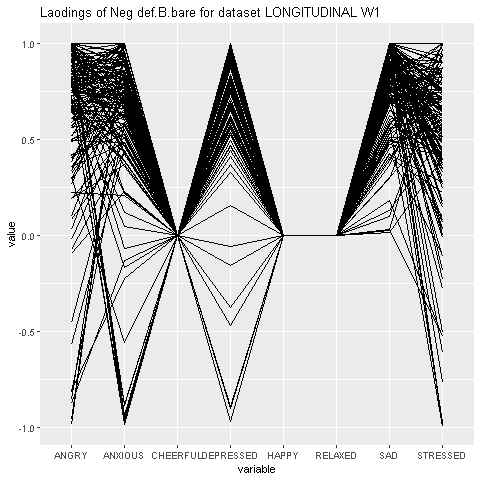 Laodings of Neg def.B.bare for dataset LONGITUDINAL W1
1.0
0.5
0.0
-0.5
-1.0
value
ANGRY ANXIOUS CHEERFULDEPRESSED HAPPY RELAXED SAD STRESSED
variable